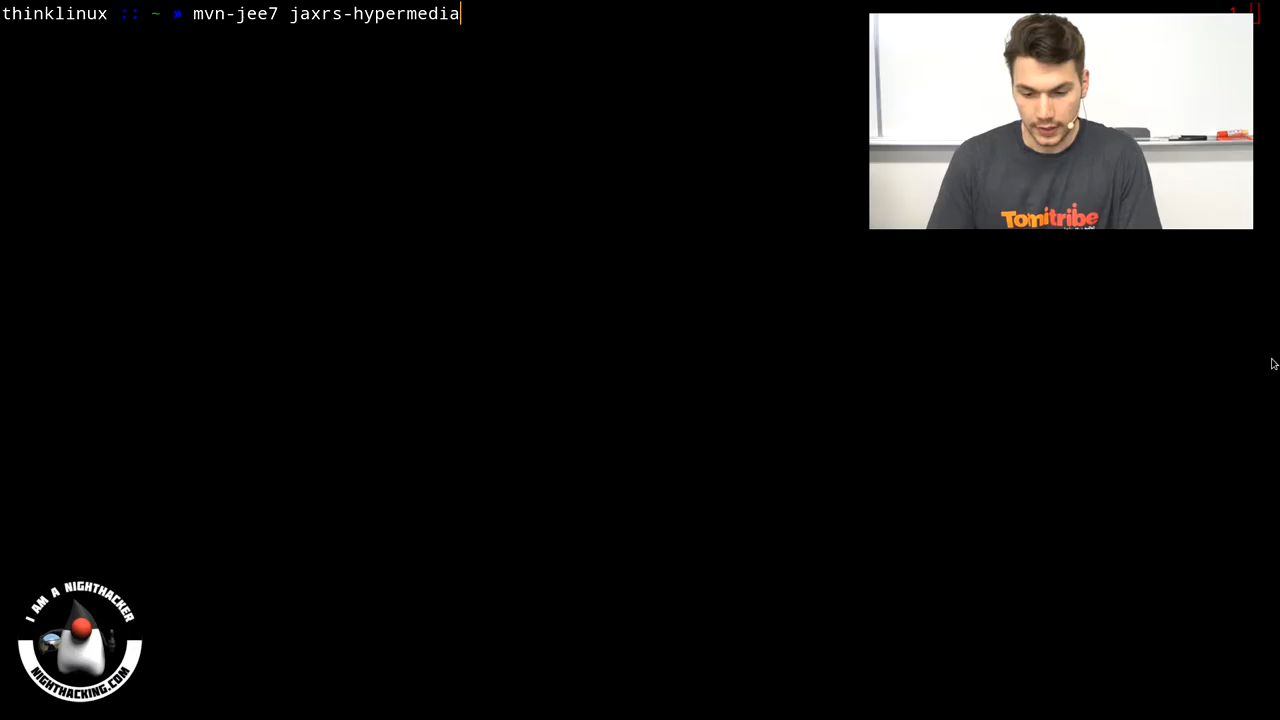 thinklinux :: ~ » mvn-jee7 jaxrs-hypermedia
Tomitribe
I AM A NIGHTHACKER
NIGHTHACKING.COM